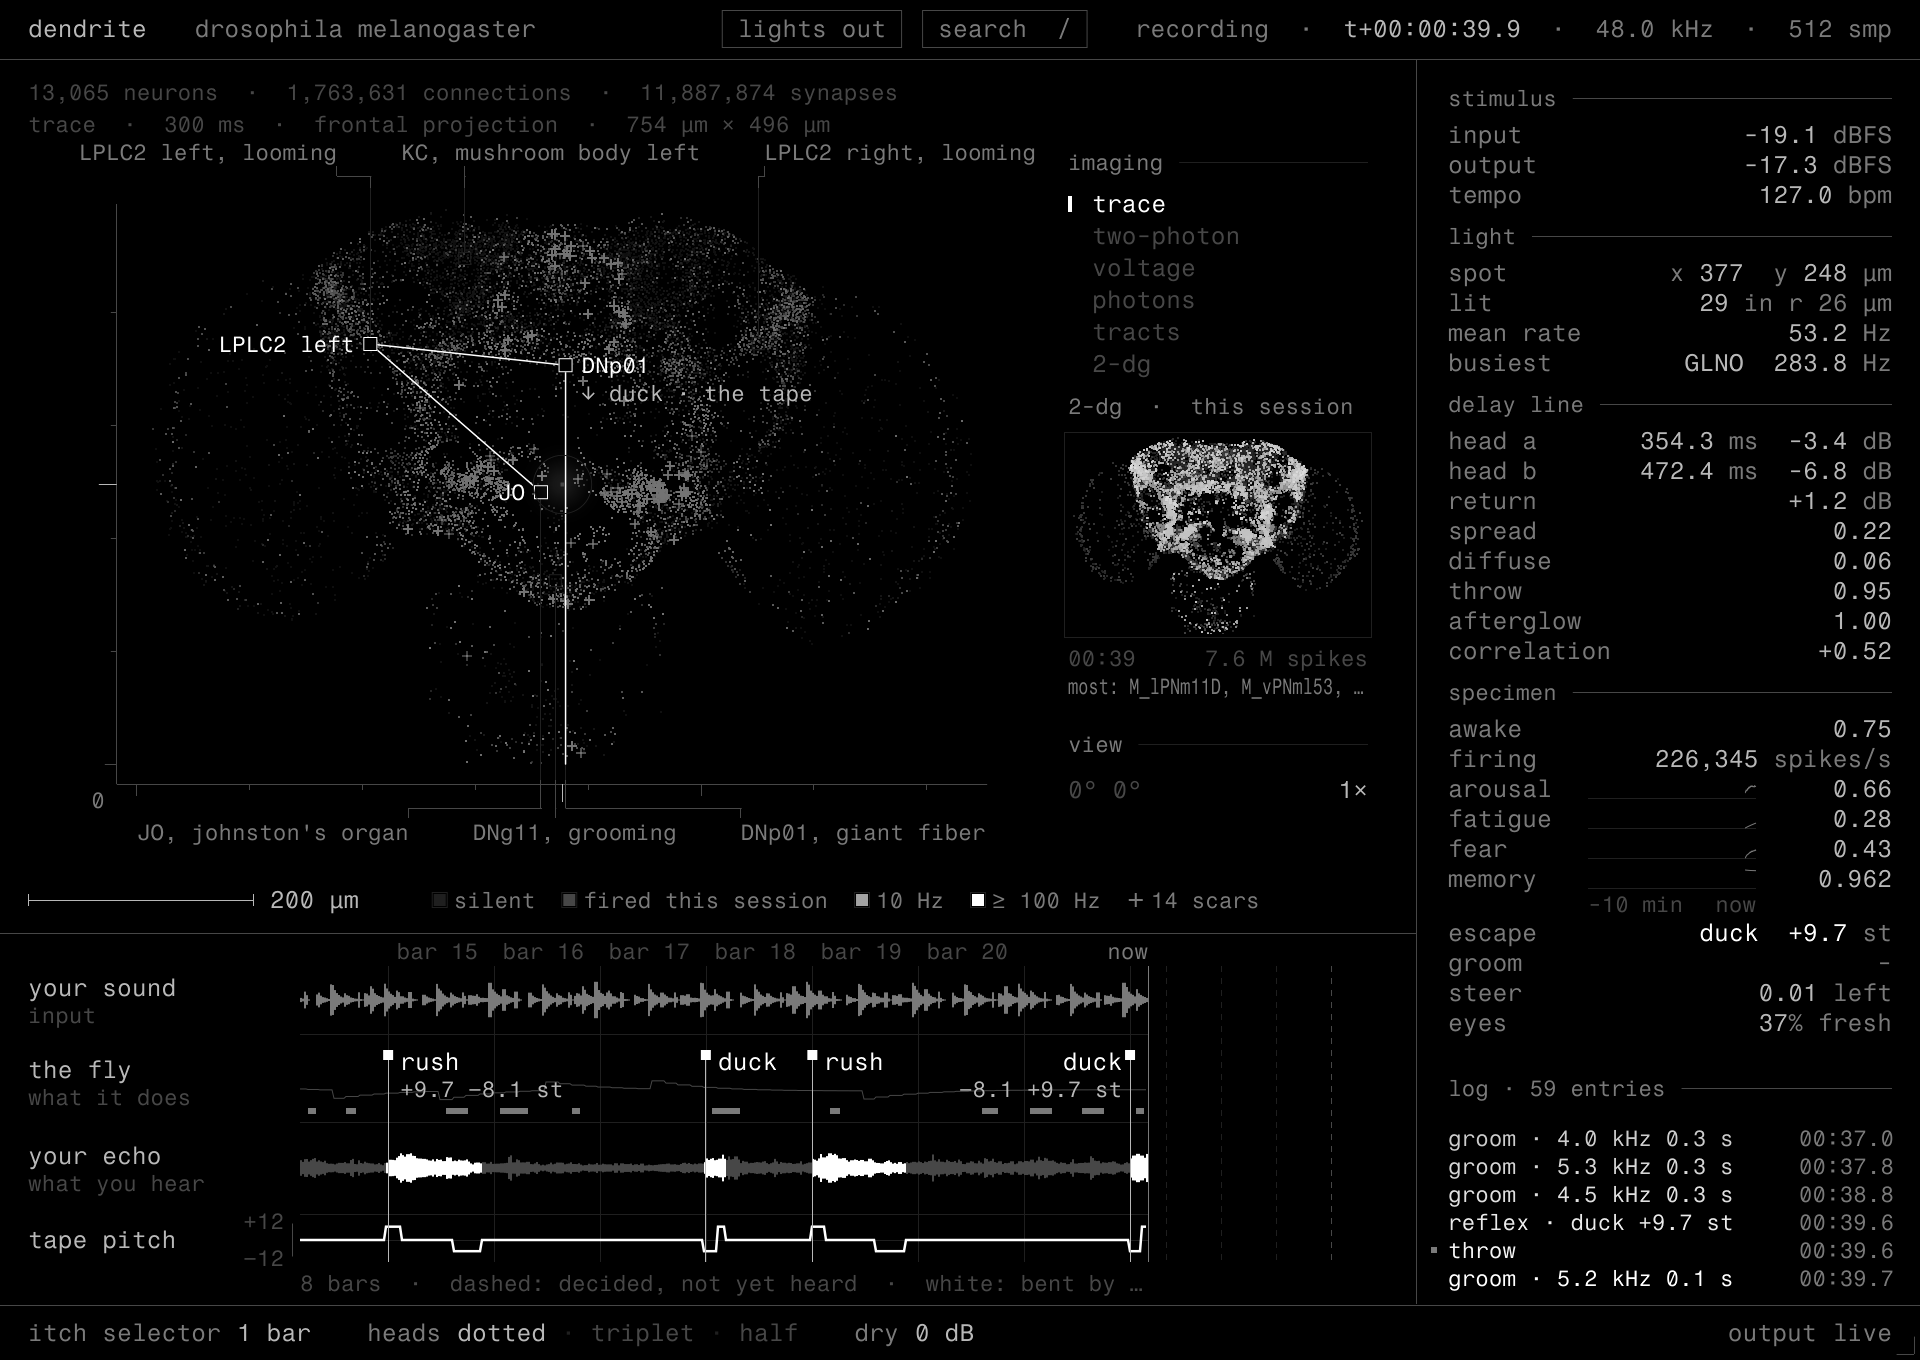 dendrite drosophila melanogaster lights out search / recording · t+00:00:39.9 · 48.0 kHz · 512 smp
13,065 neurons · 1,763,631 connections · 11,887,874 synapses
trace · 300 ms · frontal projection · 754 µm × 496 µm
LPLC2 left, looming KC, mushroom body left LPLC2 right, looming
LPLC2 left
DNp01
↓ duck · the tape
JO
0
JO, johnston's organ DNg11, grooming DNp01, giant fiber
200 µm silent fired this session 10 Hz ≥ 100 Hz + 14 scars
imaging
trace
two-photon
voltage
photons
tracts
2-dg
2-dg · this session
00:39 7.6 M spikes
most: M_lPNm11D, M_vPNml53, …
view
0° 0° 1×
stimulus
input -19.1 dBFS
output -17.3 dBFS
tempo 127.0 bpm
light
spot x 377 y 248 µm
lit 29 in r 26 µm
mean rate 53.2 Hz
busiest GLNO 283.8 Hz
delay line
head a 354.3 ms -3.4 dB
head b 472.4 ms -6.8 dB
return +1.2 dB
spread 0.22
diffuse 0.06
throw 0.95
afterglow 1.00
correlation +0.52
specimen
awake 0.75
firing 226,345 spikes/s
arousal 0.66
fatigue 0.28
fear 0.43
memory 0.962
-10 min now
escape duck +9.7 st
groom -
steer 0.01 left
eyes 37% fresh
log · 59 entries
groom · 4.0 kHz 0.3 s 00:37.0
groom · 5.3 kHz 0.3 s 00:37.8
groom · 4.5 kHz 0.3 s 00:38.8
reflex · duck +9.7 st 00:39.6
throw 00:39.6
groom · 5.2 kHz 0.1 s 00:39.7
bar 15 bar 16 bar 17 bar 18 bar 19 bar 20 now
your sound
input
the fly
what it does
rush duck rush duck
+9.7 -8.1 st -8.1 +9.7 st
your echo
what you hear
tape pitch
+12
-12
8 bars · dashed: decided, not yet heard · white: bent by …
itch selector 1 bar heads dotted · triplet · half dry 0 dB output live